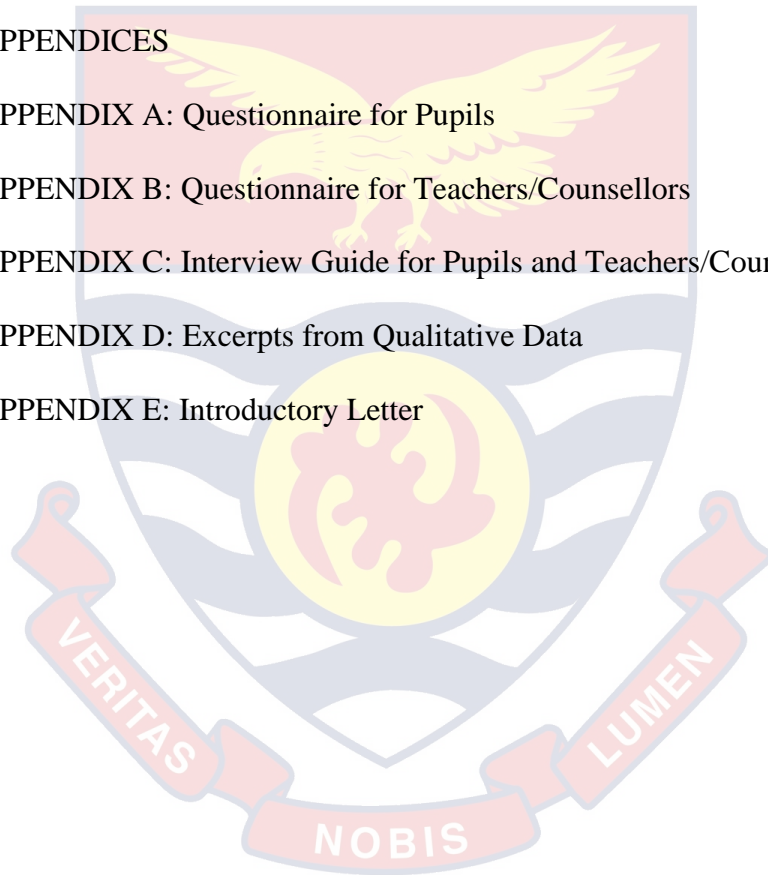 PPENDICES
PPENDIX A: Questionnaire for Pupils
PPENDIX B: Questionnaire for Teachers/Counsellors
PPENDIX C: Interview Guide for Pupils and Teachers/Cou
PPENDIX D: Excerpts from Qualitative Data
PPENDIX E: Introductory Letter
VERITAS
NOBIS
LUMEN